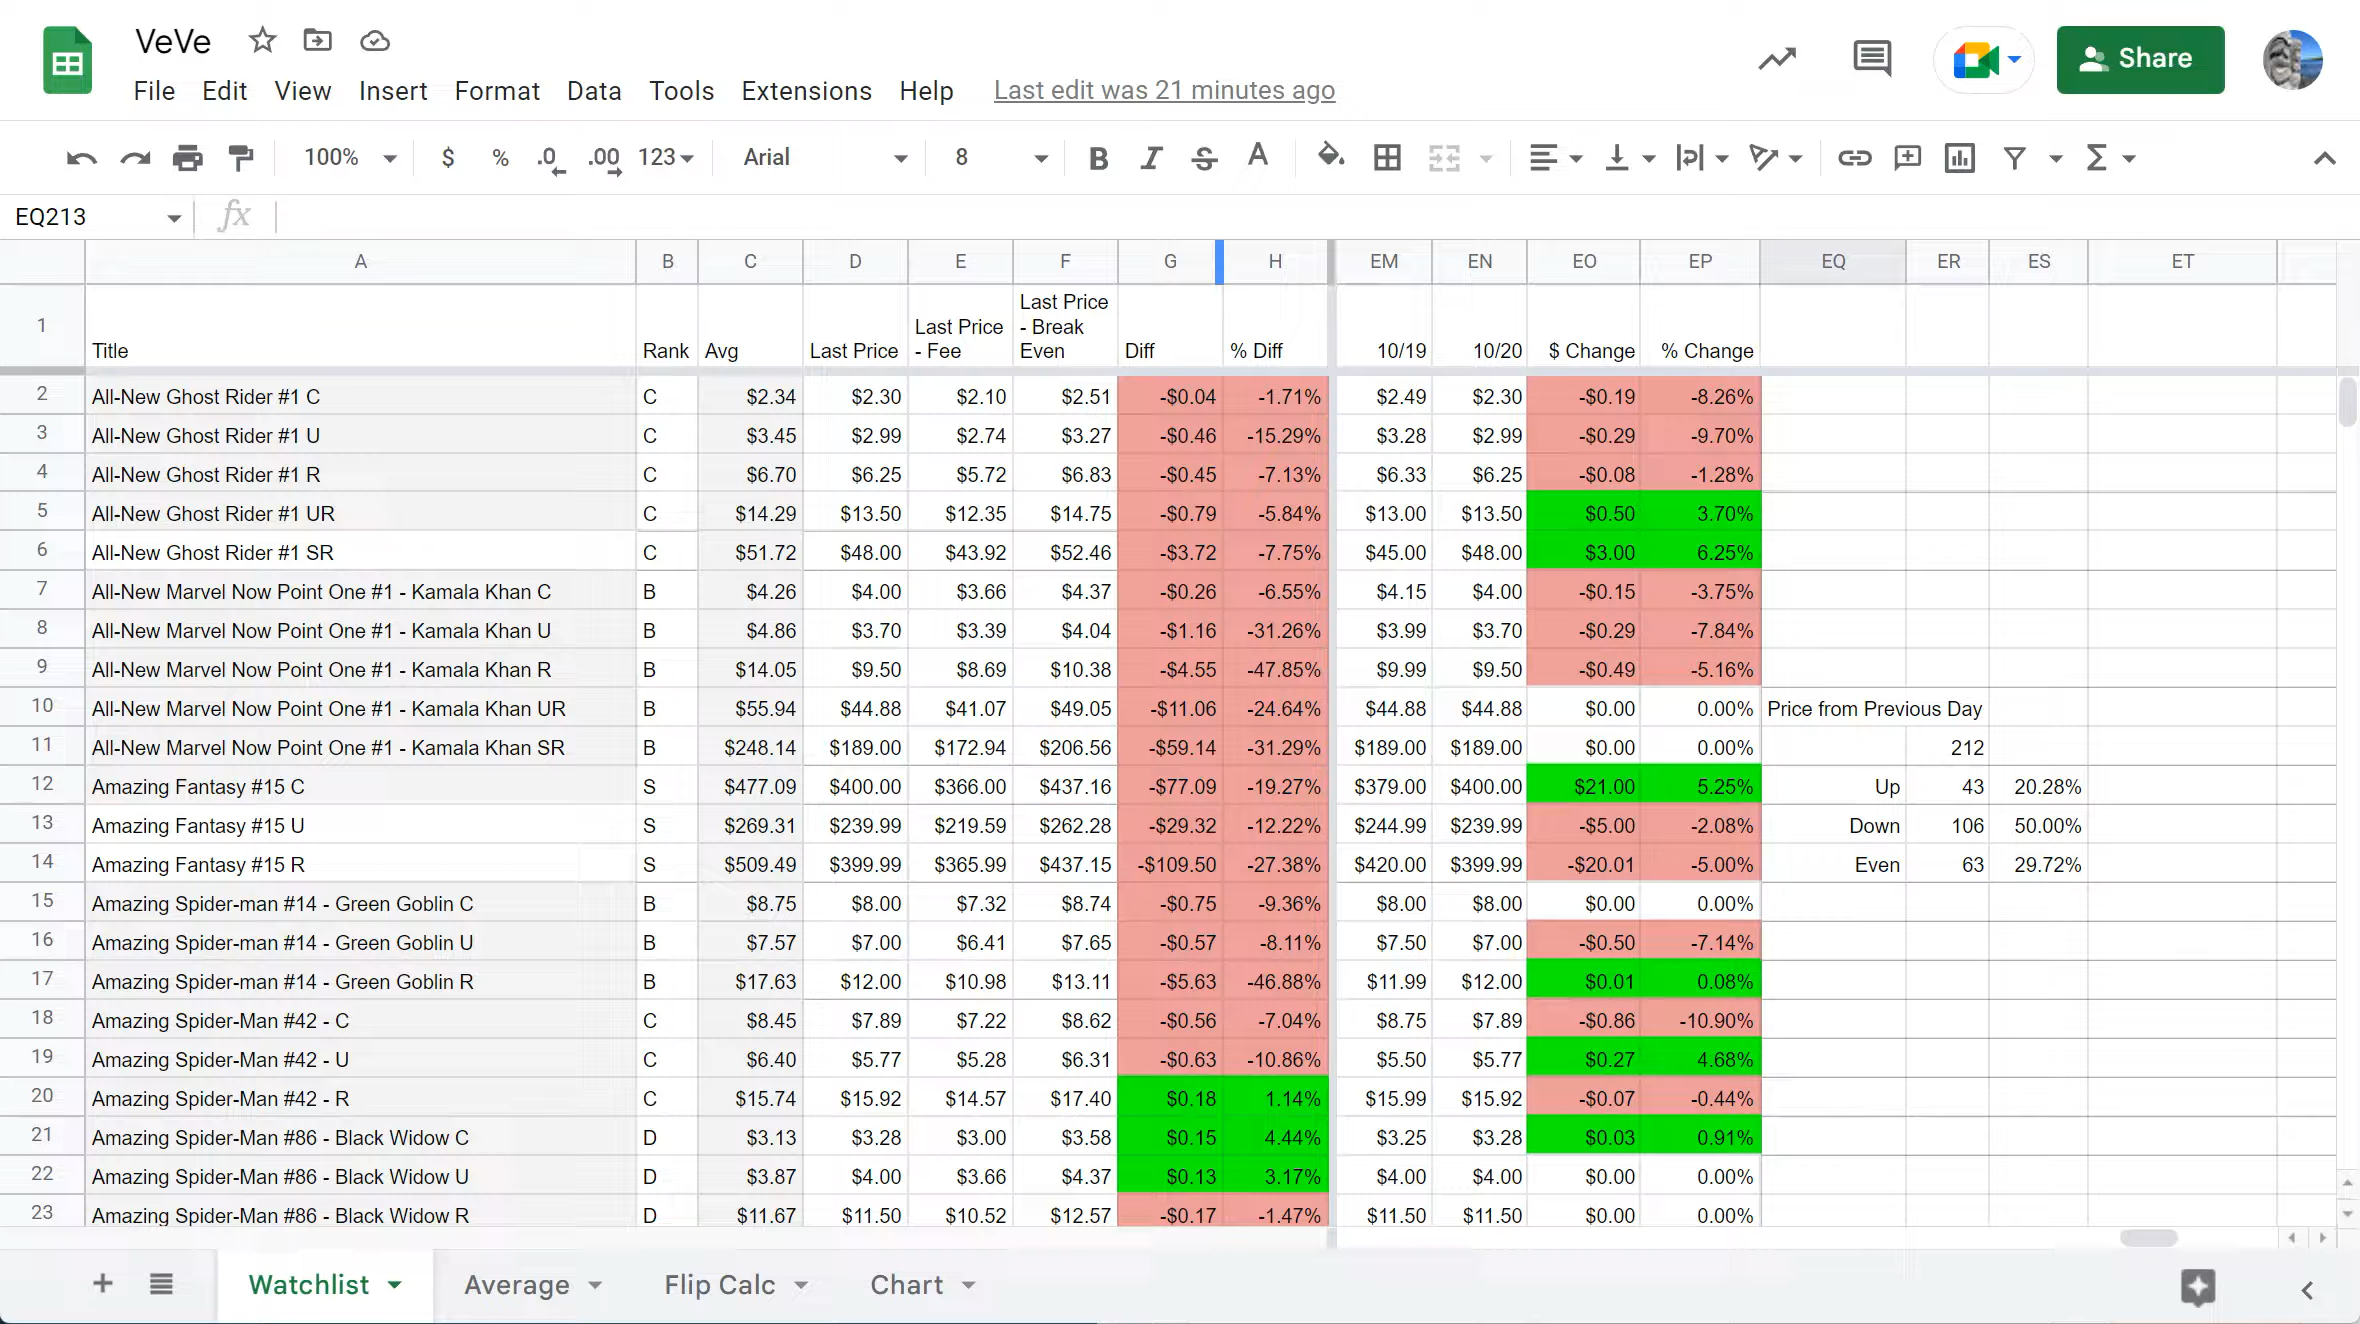 VeVe
File Edit View Insert Format Data Tools Extensions Help Last edit was 21 minutes ago
Share
100% $ % .0 .00 123 Arial 8 B I S A
EQ213 fx
A B C D E F G H EM EN EO EP EQ ER ES ET
1 Title Rank Avg Last Price Last Price - Fee Last Price - Break Even Diff % Diff 10/19 10/20 $ Change % Change
2 All-New Ghost Rider #1 C C $2.34 $2.30 $2.10 $2.51 -$0.04 -1.71% $2.49 $2.30 -$0.19 -8.26%
3 All-New Ghost Rider #1 U C $3.45 $2.99 $2.74 $3.27 -$0.46 -15.29% $3.28 $2.99 -$0.29 -9.70%
4 All-New Ghost Rider #1 R C $6.70 $6.25 $5.72 $6.83 -$0.45 -7.13% $6.33 $6.25 -$0.08 -1.28%
5 All-New Ghost Rider #1 UR C $14.29 $13.50 $12.35 $14.75 -$0.79 -5.84% $13.00 $13.50 $0.50 3.70%
6 All-New Ghost Rider #1 SR C $51.72 $48.00 $43.92 $52.46 -$3.72 -7.75% $45.00 $48.00 $3.00 6.25%
7 All-New Marvel Now Point One #1 - Kamala Khan C B $4.26 $4.00 $3.66 $4.37 -$0.26 -6.55% $4.15 $4.00 -$0.15 -3.75%
8 All-New Marvel Now Point One #1 - Kamala Khan U B $4.86 $3.70 $3.39 $4.04 -$1.16 -31.26% $3.99 $3.70 -$0.29 -7.84%
9 All-New Marvel Now Point One #1 - Kamala Khan R B $14.05 $9.50 $8.69 $10.38 -$4.55 -47.85% $9.99 $9.50 -$0.49 -5.16%
10 All-New Marvel Now Point One #1 - Kamala Khan UR B $55.94 $44.88 $41.07 $49.05 -$11.06 -24.64% $44.88 $44.88 $0.00 0.00% Price from Previous Day
11 All-New Marvel Now Point One #1 - Kamala Khan SR B $248.14 $189.00 $172.94 $206.56 -$59.14 -31.29% $189.00 $189.00 $0.00 0.00% 212
12 Amazing Fantasy #15 C S $477.09 $400.00 $366.00 $437.16 -$77.09 -19.27% $379.00 $400.00 $21.00 5.25% Up 43 20.28%
13 Amazing Fantasy #15 U S $269.31 $239.99 $219.59 $262.28 -$29.32 -12.22% $244.99 $239.99 -$5.00 -2.08% Down 106 50.00%
14 Amazing Fantasy #15 R S $509.49 $399.99 $365.99 $437.15 -$109.50 -27.38% $420.00 $399.99 -$20.01 -5.00% Even 63 29.72%
15 Amazing Spider-man #14 - Green Goblin C B $8.75 $8.00 $7.32 $8.74 -$0.75 -9.36% $8.00 $8.00 $0.00 0.00%
16 Amazing Spider-man #14 - Green Goblin U B $7.57 $7.00 $6.41 $7.65 -$0.57 -8.11% $7.50 $7.00 -$0.50 -7.14%
17 Amazing Spider-man #14 - Green Goblin R B $17.63 $12.00 $10.98 $13.11 -$5.63 -46.88% $11.99 $12.00 $0.01 0.08%
18 Amazing Spider-Man #42 - C C $8.45 $7.89 $7.22 $8.62 -$0.56 -7.04% $8.75 $7.89 -$0.86 -10.90%
19 Amazing Spider-Man #42 - U C $6.40 $5.77 $5.28 $6.31 -$0.63 -10.86% $5.50 $5.77 $0.27 4.68%
20 Amazing Spider-Man #42 - R C $15.74 $15.92 $14.57 $17.40 $0.18 1.14% $15.99 $15.92 -$0.07 -0.44%
21 Amazing Spider-Man #86 - Black Widow C D $3.13 $3.28 $3.00 $3.58 $0.15 4.44% $3.25 $3.28 $0.03 0.91%
22 Amazing Spider-Man #86 - Black Widow U D $3.87 $4.00 $3.66 $4.37 $0.13 3.17% $4.00 $4.00 $0.00 0.00%
23 Amazing Spider-Man #86 - Black Widow R D $11.67 $11.50 $10.52 $12.57 -$0.17 -1.47% $11.50 $11.50 $0.00 0.00%
Watchlist Average Flip Calc Chart